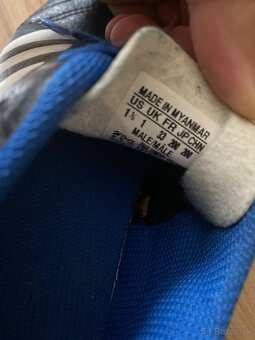 MADE IN MYANMAR
US UK FR JP CHN
1½ 1 33 200 200
MALE/MÂLE